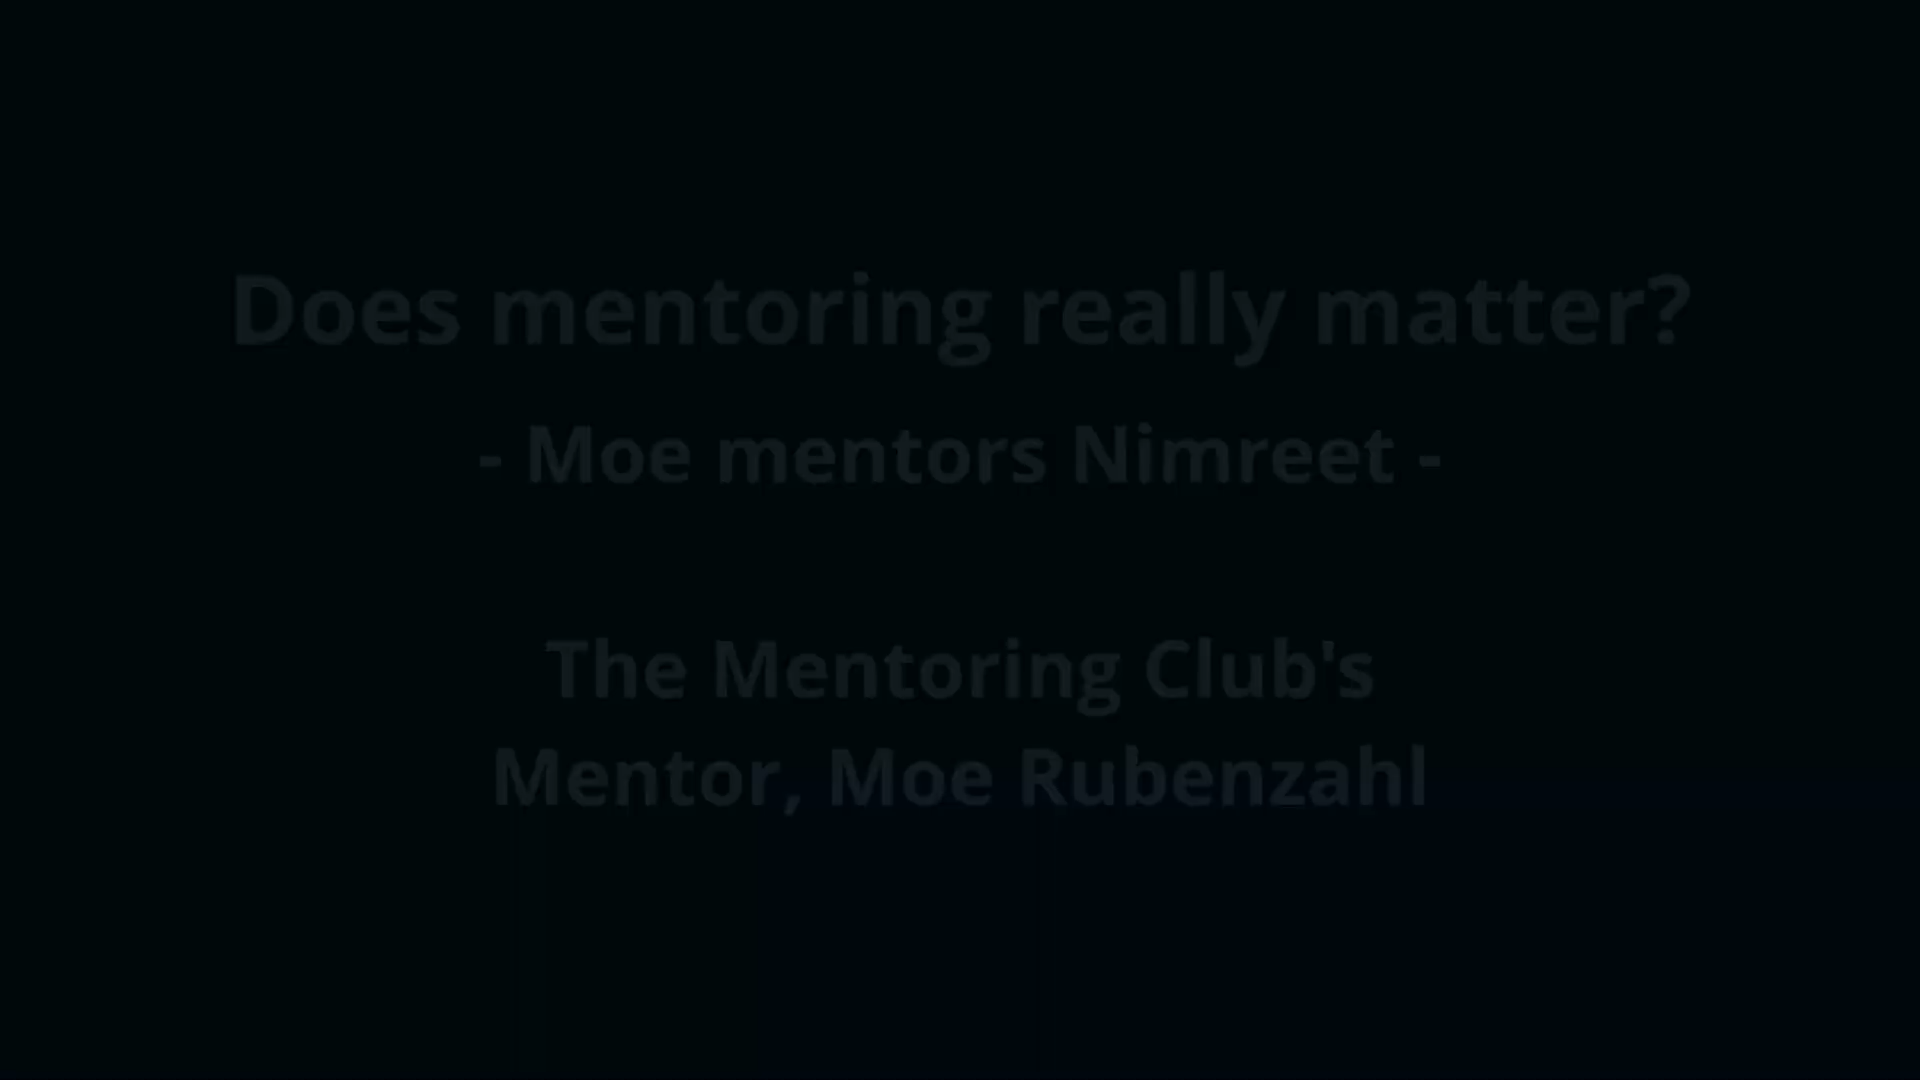 Does mentoring really matter?
- Moe mentors Nimreet -
The Mentoring Club's
Mentor, Moe Rubenzahl